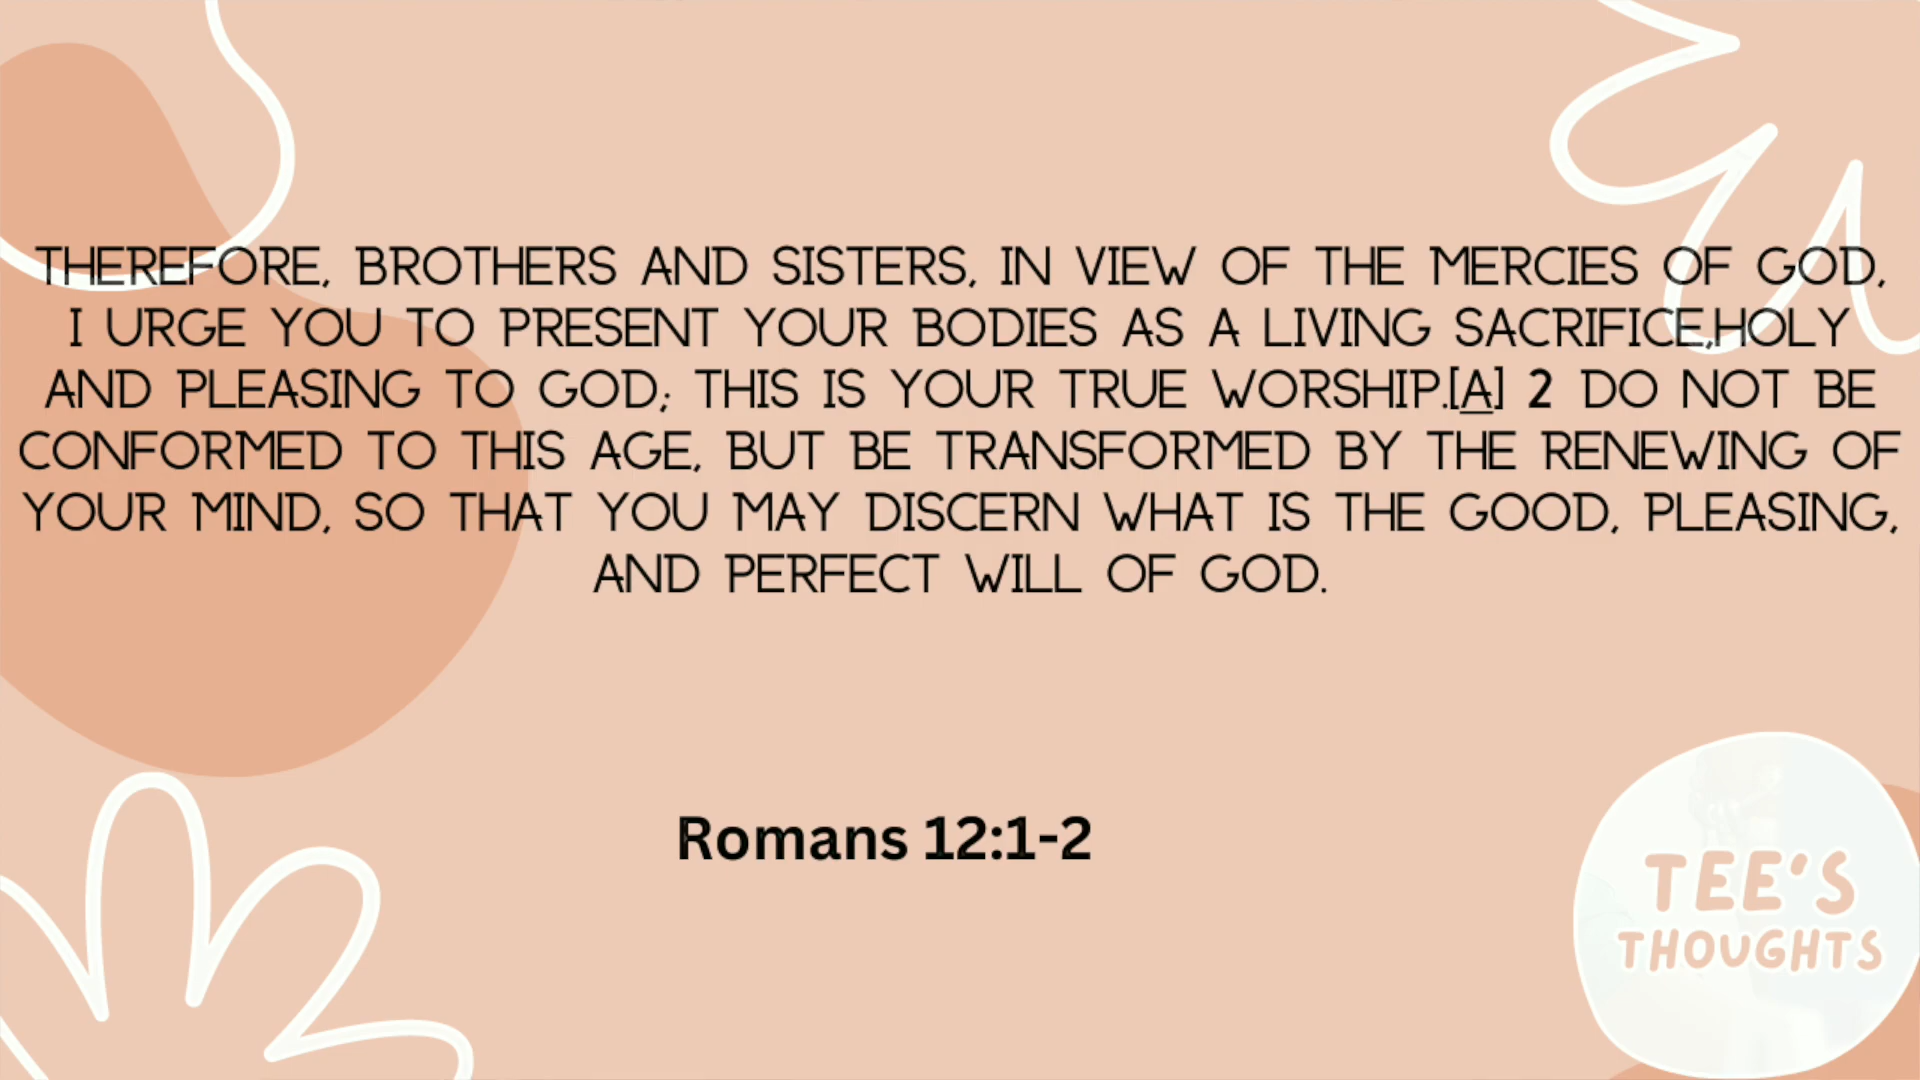 THEREFORE, BROTHERS AND SISTERS, IN VIEW OF THE MERCIES OF GOD,
I URGE YOU TO PRESENT YOUR BODIES AS A LIVING SACRIFICE,HOLY
AND PLEASING TO GOD; THIS IS YOUR TRUE WORSHIP.[A] 2 DO NOT BE
CONFORMED TO THIS AGE, BUT BE TRANSFORMED BY THE RENEWING OF
YOUR MIND, SO THAT YOU MAY DISCERN WHAT IS THE GOOD, PLEASING,
AND PERFECT WILL OF GOD.
Romans 12:1-2
TEE'S
THOUGHTS